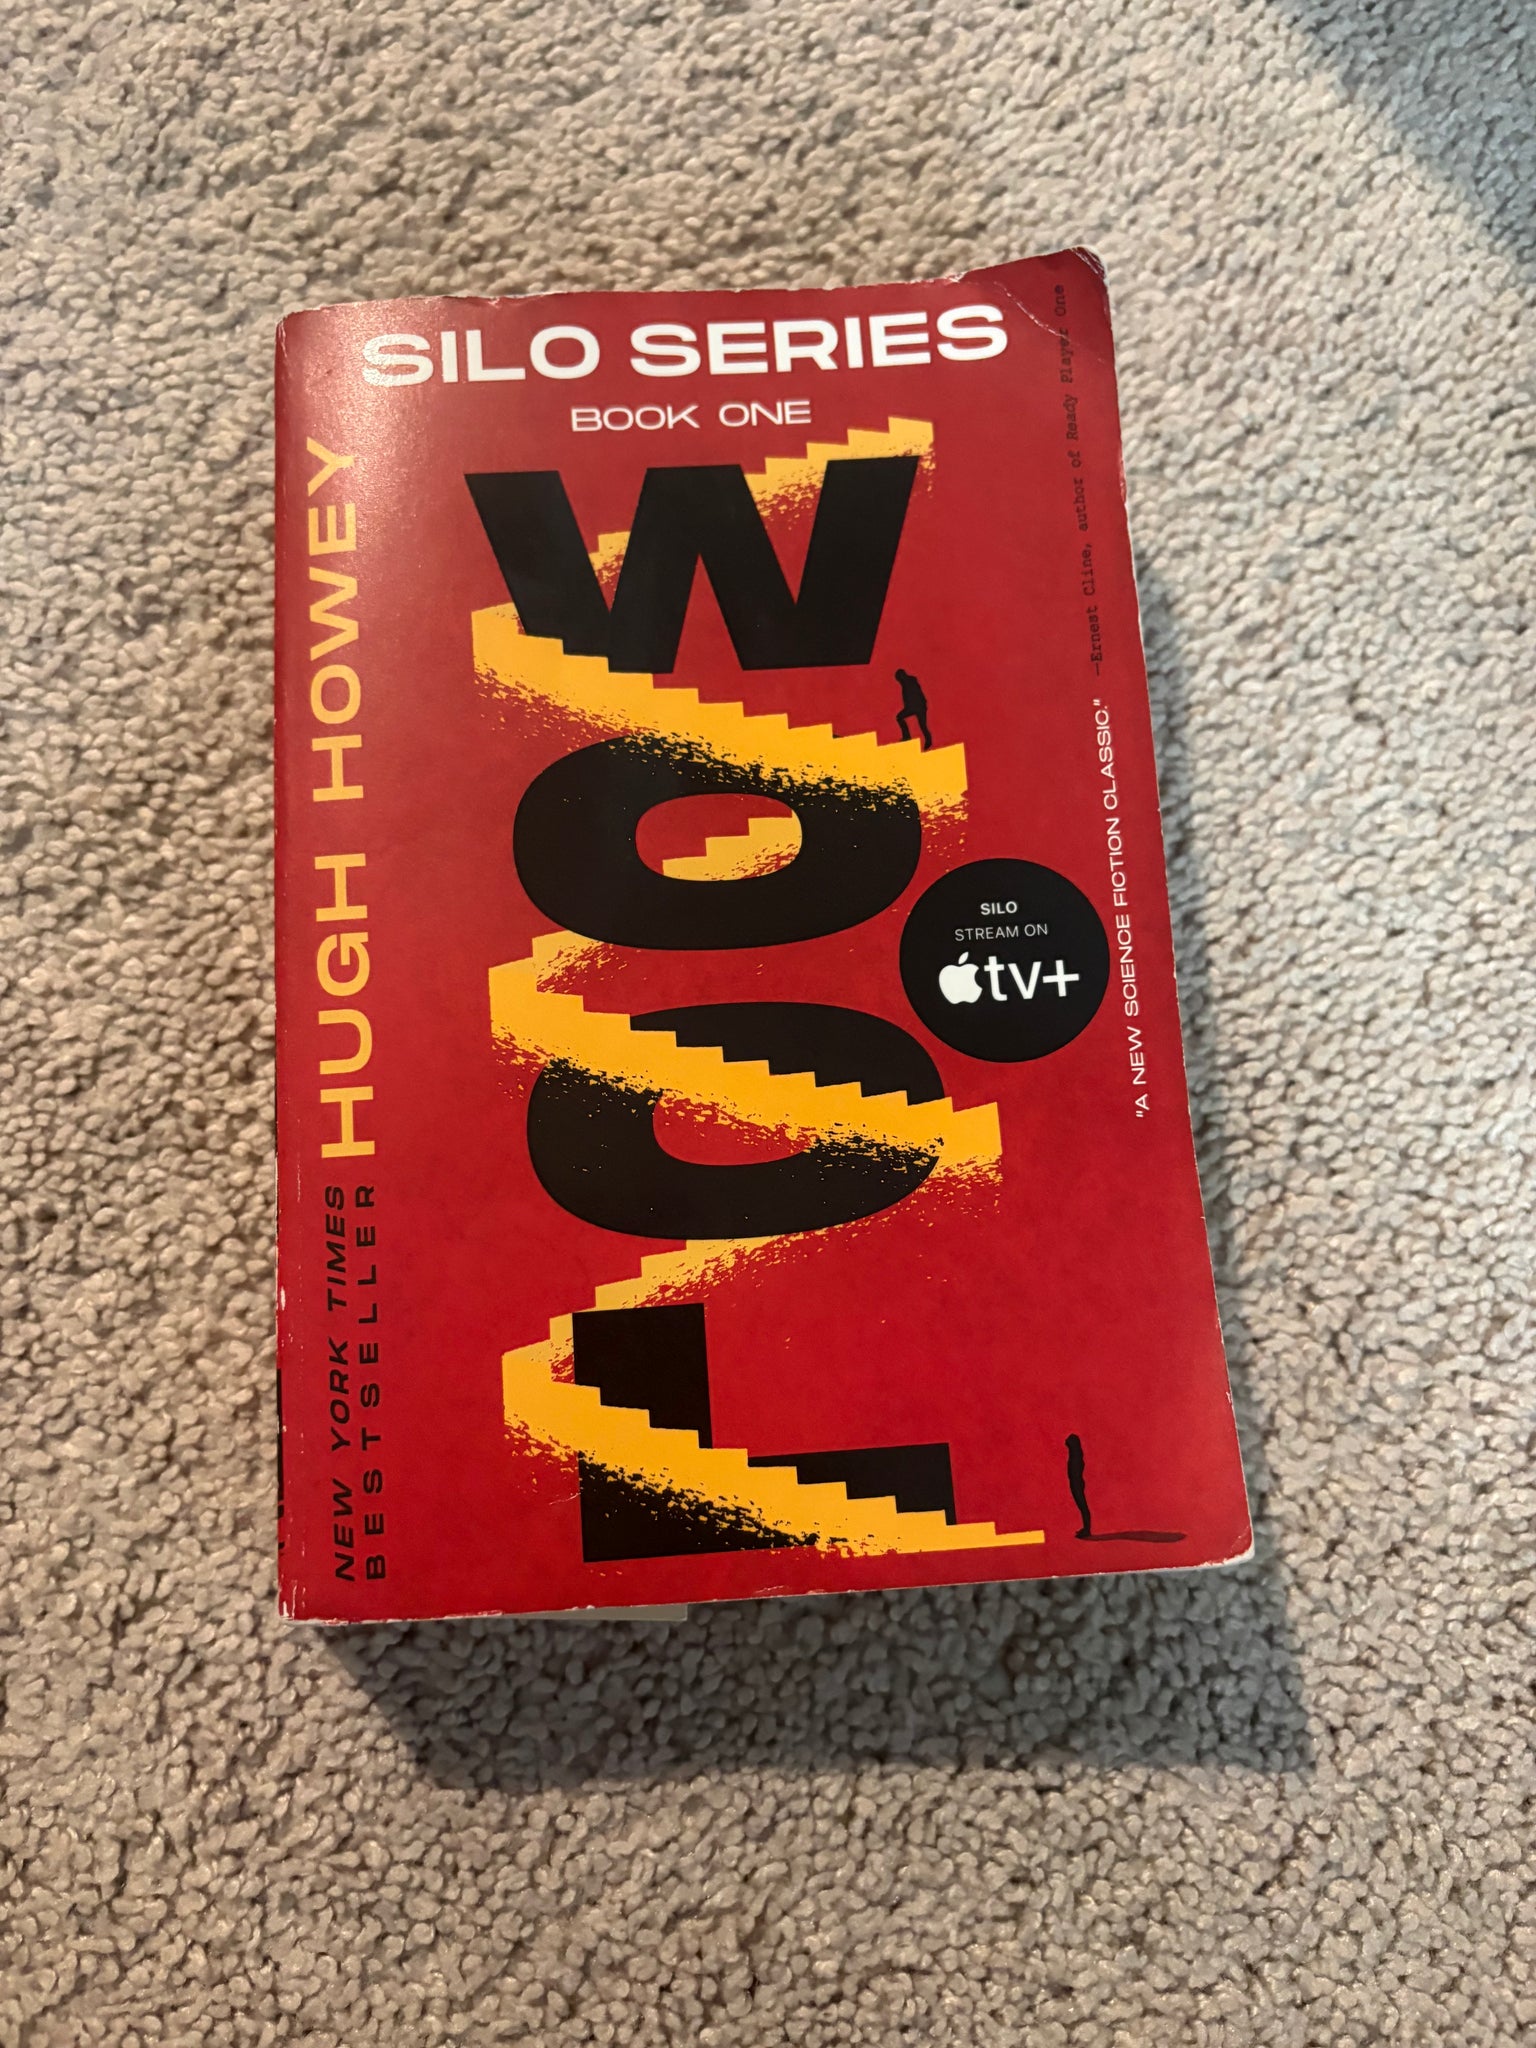 SILO SERIES
BOOK ONE
WOOL
NEW YORK TIMES
BESTSELLER
HUGH HOWEY
SILO
STREAM ON
tv+
"A NEW SCIENCE FICTION CLASSIC." —Ernest Cline, author of Ready Player One